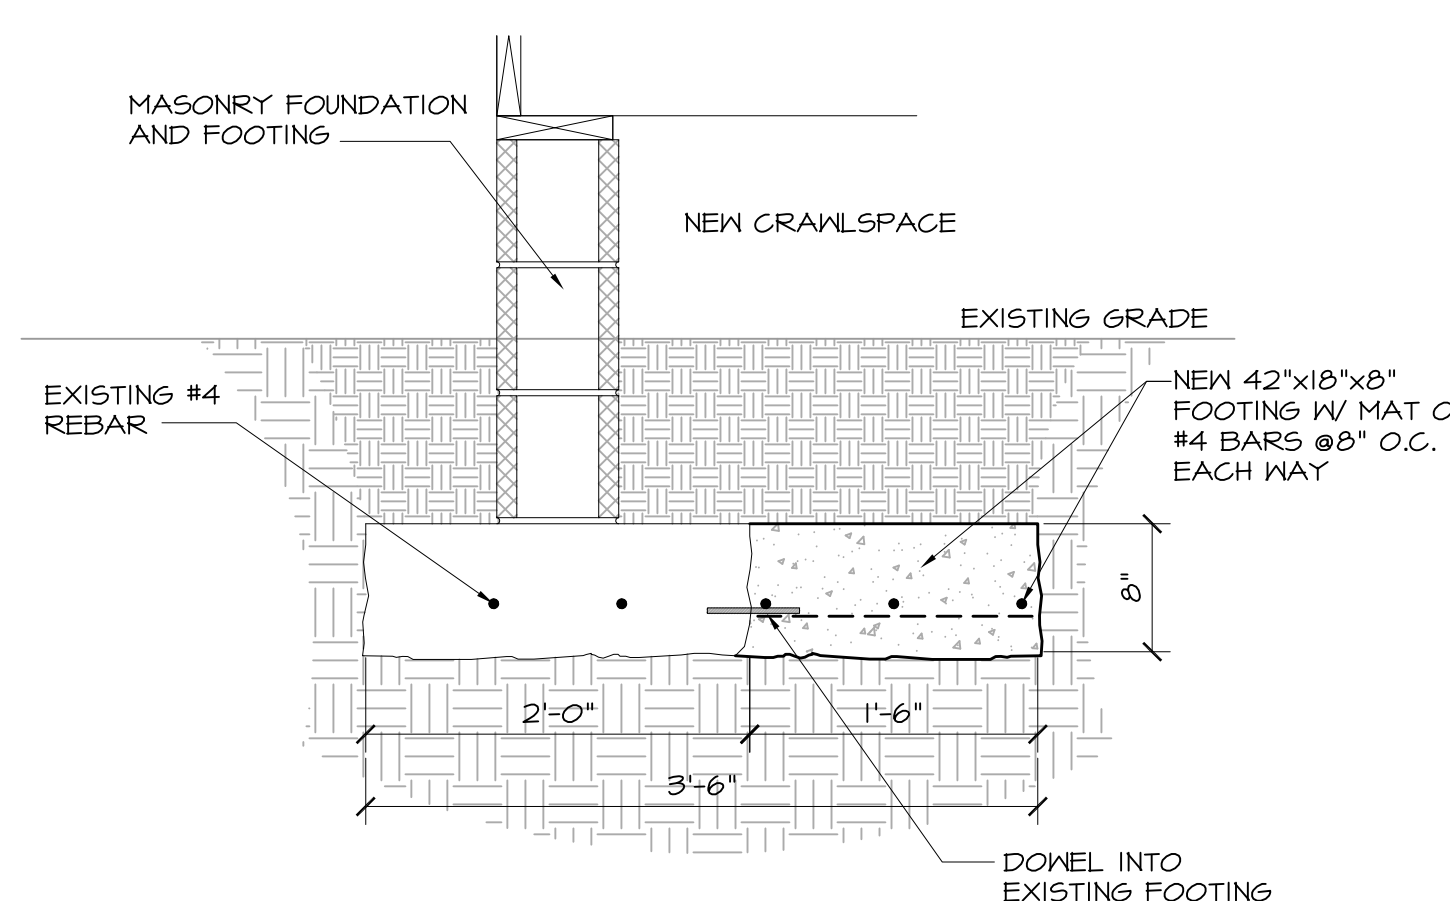 MASONRY FOUNDATION
AND FOOTING
NEW CRAWLSPACE
EXISTING GRADE
EXISTING #4
REBAR
NEW 42"x18"x8"
FOOTING W/ MAT O
#4 BARS @8" O.C.
EACH WAY
8"
2'-0"
1'-6"
3'-6"
DOWEL INTO
EXISTING FOOTING